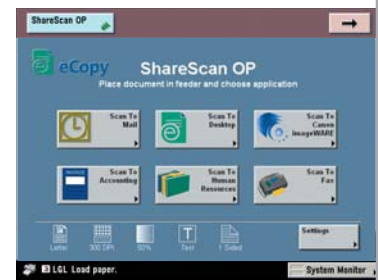 ShareScan OP
eCopy ShareScan OP
Place document in feeder and choose application
Scan To
Mail
Scan To
Desktop
Scan To
Canon
imageWARE
INVOICE
Scan To
Accounting
Scan To
Human
Resources
Scan To
Fax
Letter
300 DPI
50%
Text
1 Sided
Settings
LGL Load paper.
System Monitor